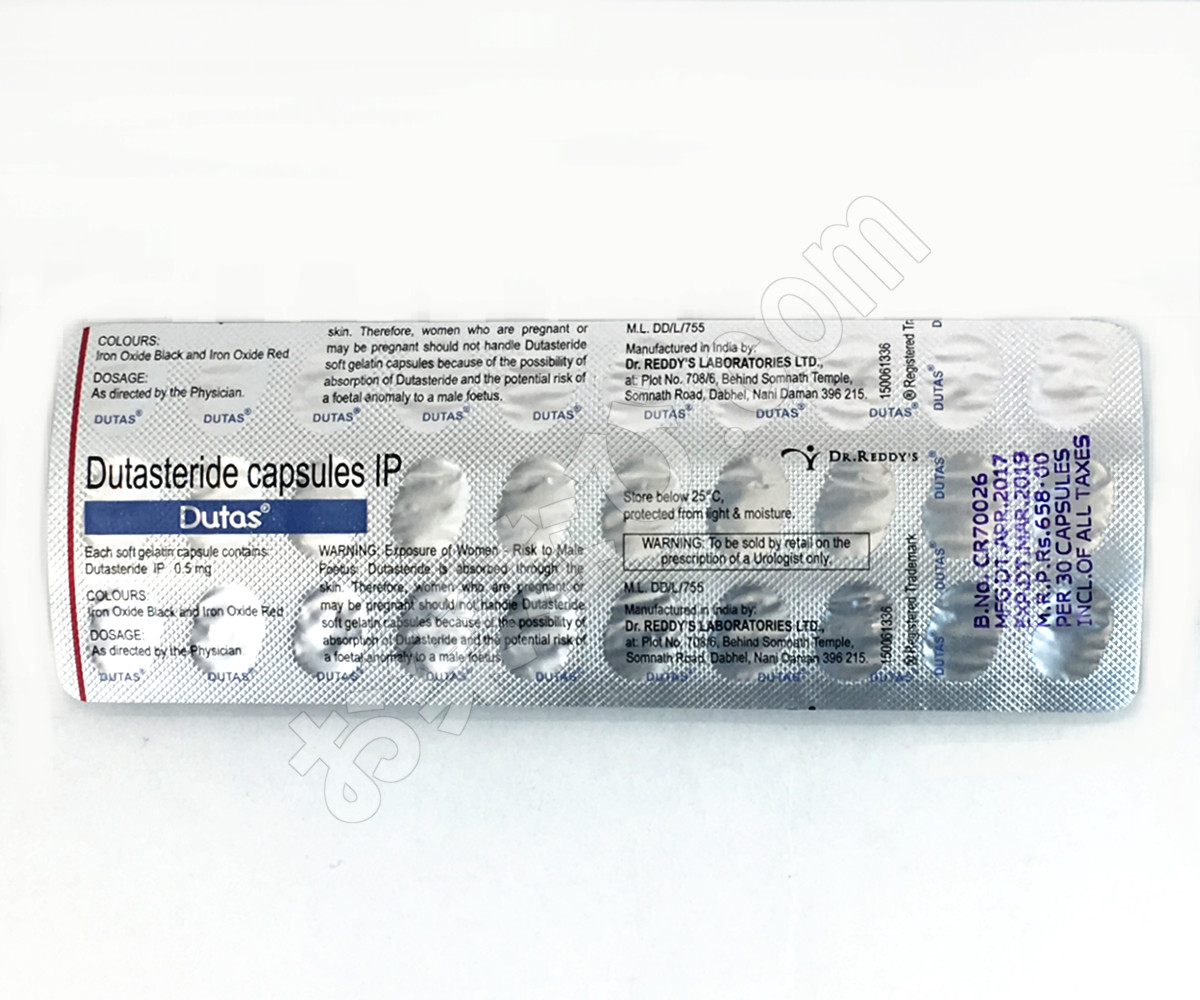 COLOURS:
Iron Oxide Black and Iron Oxide Red
DOSAGE:
As directed by the Physician.
skin. Therefore, women who are pregnant or
may be pregnant should not handle Dutasteride
soft gelatin capsules because of the possibility of
absorption of Dutasteride and the potential risk of
a foetal anomaly to a male foetus.
M.L. DD/L/755
Manufactured in India by:
Dr. REDDY'S LABORATORIES LTD.,
at: Plot No. 708/6, Behind Somnath Temple,
Somnath Road, Dabhel, Nani Daman 396 215.
150061336
® Registered Tr
DUTAS® DUTAS® DUTAS® DUTAS® DUTAS® DUTAS® DUTAS® DUTAS®
D
DUTAS®
Dutasteride capsules IP
Dutas®
Each soft gelatin capsule contains:
Dutasteride IP 0.5 mg
COLOURS:
Iron Oxide Black and Iron Oxide Red
DOSAGE:
As directed by the Physician.
WARNING: Exposure of Women - Risk to Male
Foetus: Dutasteride is absorbed through the
skin. Therefore, women who are pregnant or
may be pregnant should not handle Dutasteride
soft gelatin capsules because of the possibility of
absorption of Dutasteride and the potential risk of
a foetal anomaly to a male foetus.
DR.REDDY'S
Store below 25°C,
protected from light & moisture.
WARNING: To be sold by retail on the
prescription of a Urologist only.
M.L. DD/L/755
Manufactured in India by:
Dr. REDDY'S LABORATORIES LTD.,
at: Plot No. 708/6, Behind Somnath Temple,
Somnath Road, Dabhel, Nani Daman 396 215.
150061336
® Registered Trademark
DUTAS®
DUTAS®
DUTAS®
DUTAS® DUTAS® DUTAS® DUTAS® DUTAS® DUTAS® DUTAS® DUTAS®
B.No. CR70026
MFG.DT.APR.2017
EXP.DT.MAR.2019
M.R.P.Rs.658.00
PER 30 CAPSULES
INCL.OF ALL TAXES
.com